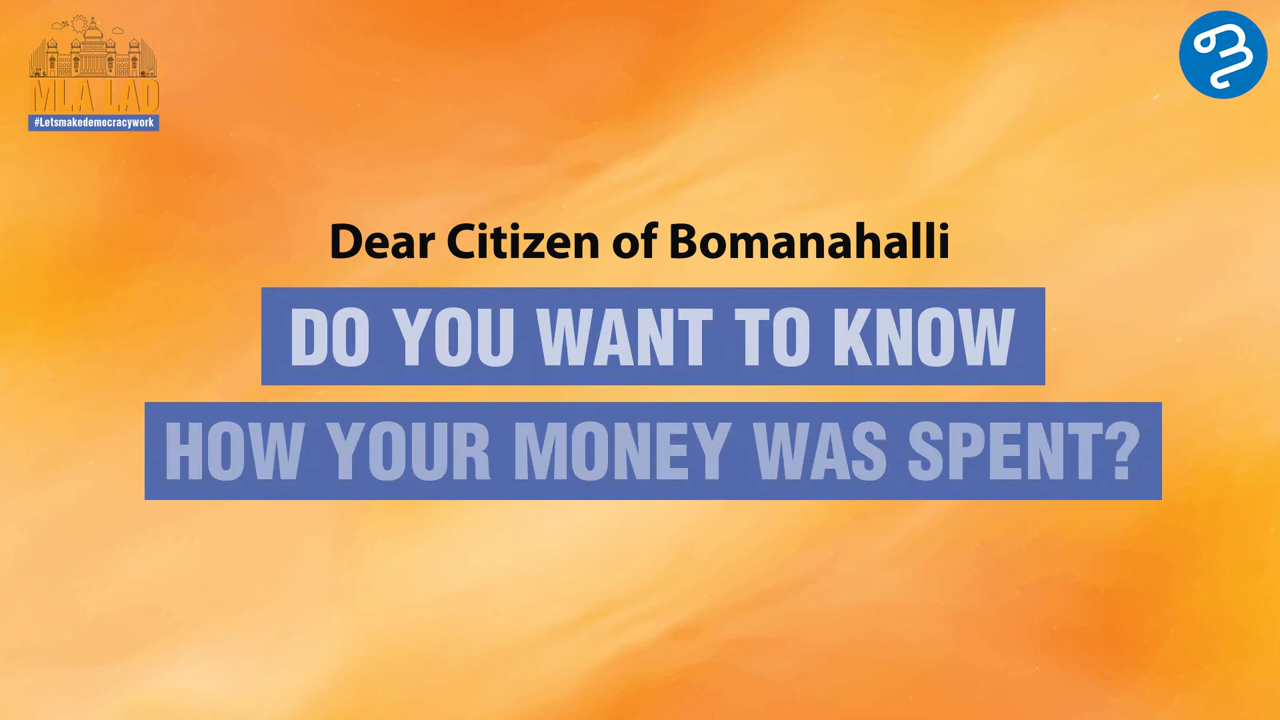 MLA LAD
#Letsmakedemocracywork
Dear Citizen of Bomanahalli
DO YOU WANT TO KNOW
HOW YOUR MONEY WAS SPENT?